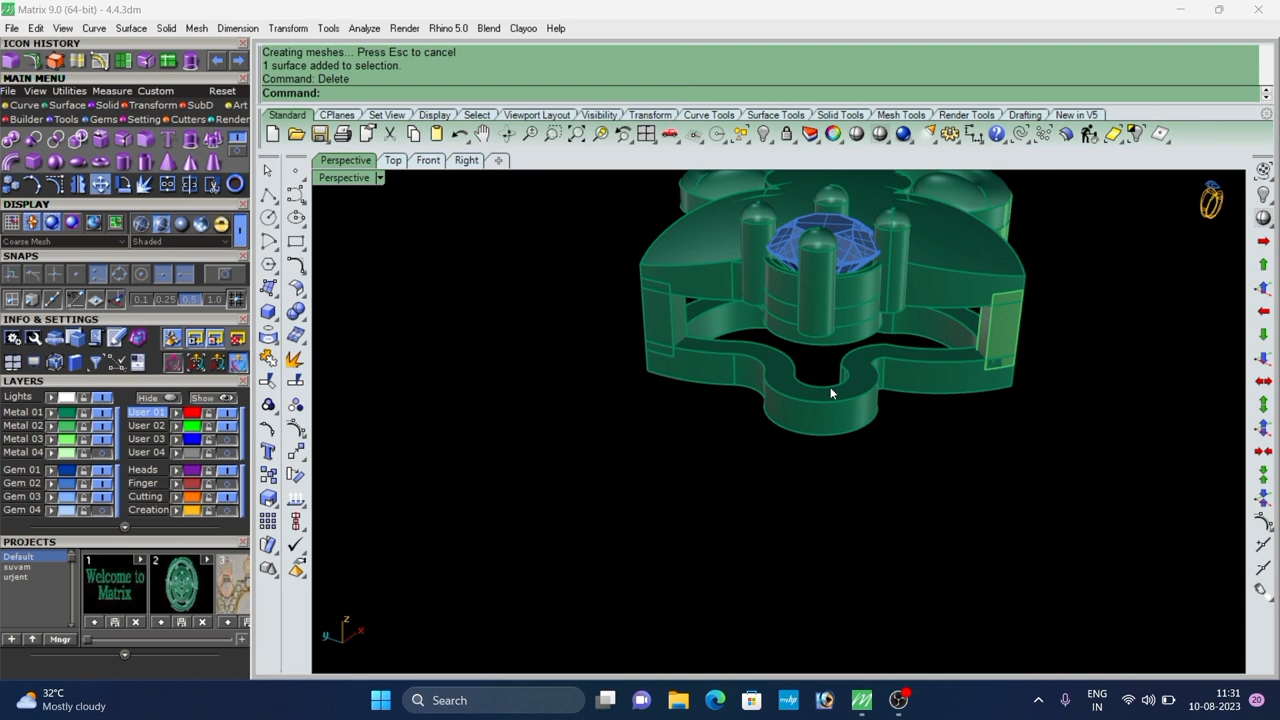 Matrix 9.0 (64-bit) - 4.4.3dm
File Edit View Curve Surface Solid Mesh Dimension Transform Tools Analyze Render Rhino 5.0 Blend Clayoo Help
ICON HISTORY
Creating meshes... Press Esc to cancel
1 surface added to selection.
Command: Delete
Command:
MAIN MENU
File View Utilities Measure Custom Reset
Curve Surface Solid Transform SubD Art
Builder Tools Gems Setting Cutters Render
Standard CPlanes Set View Display Select Viewport Layout Visibility Transform Curve Tools Surface Tools Solid Tools Mesh Tools Render Tools Drafting New in V5
Perspective Top Front Right
Perspective
DISPLAY
Coarse Mesh Shaded
SNAPS
0.1 0.25 0.5 1.0
INFO & SETTINGS
LAYERS
Lights Hide Show
Metal 01 User 01
Metal 02 User 02
Metal 03 User 03
Metal 04 User 04
Gem 01 Heads
Gem 02 Finger
Gem 03 Cutting
Gem 04 Creation
PROJECTS
Default
suvam
urjent
1 2 3
Welcome to
Matrix
Mngr
z
y x
32°C
Mostly cloudy
Search
ENG
IN
11:31
10-08-2023
20